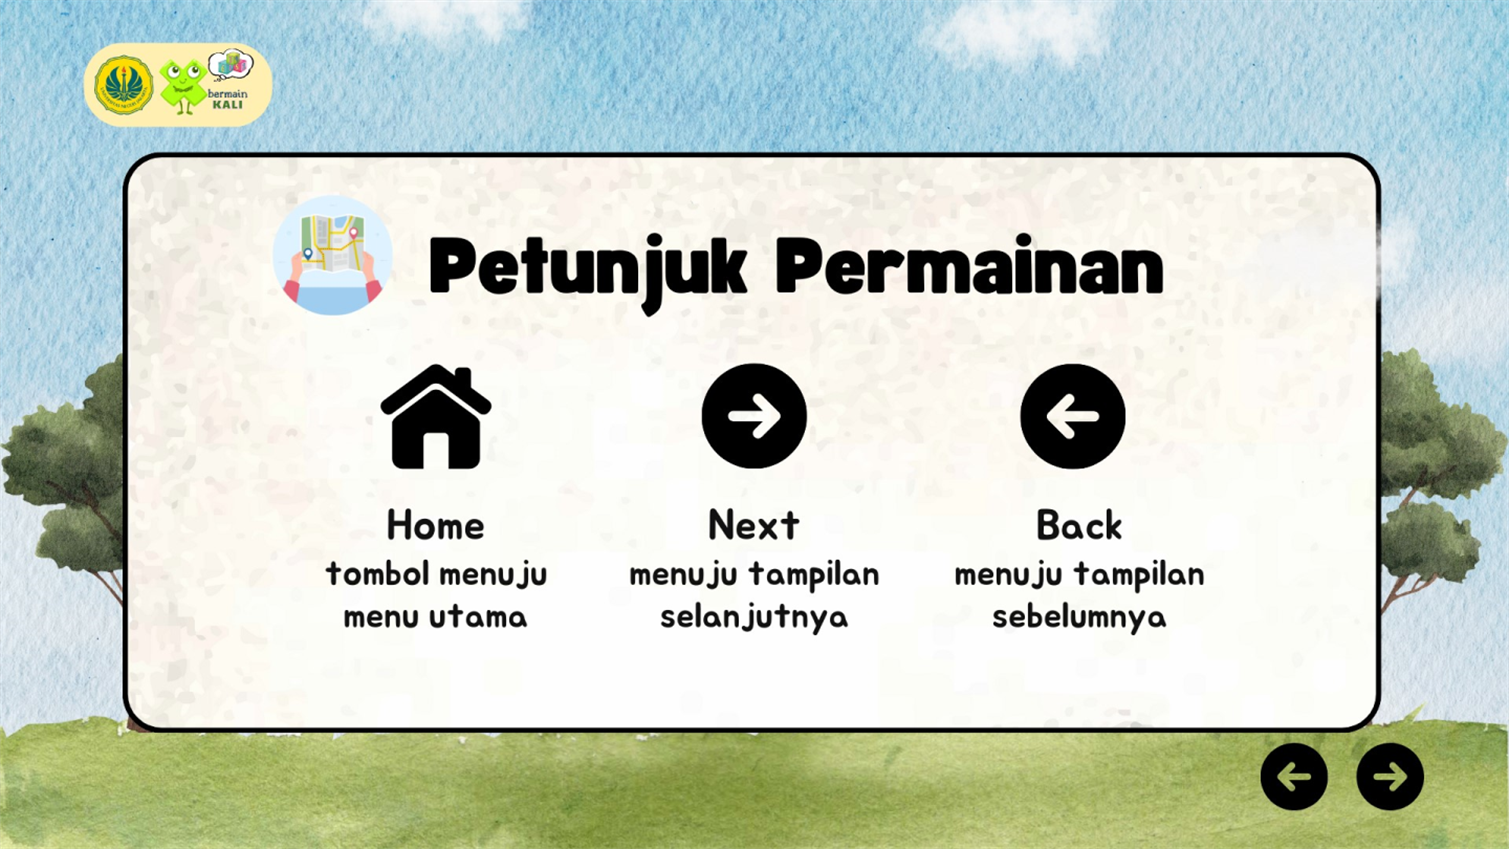 bermain
KALI
Petunjuk Permainan
Home
tombol menuju
menu utama
Next
menuju tampilan
selanjutnya
Back
menuju tampilan
sebelumnya